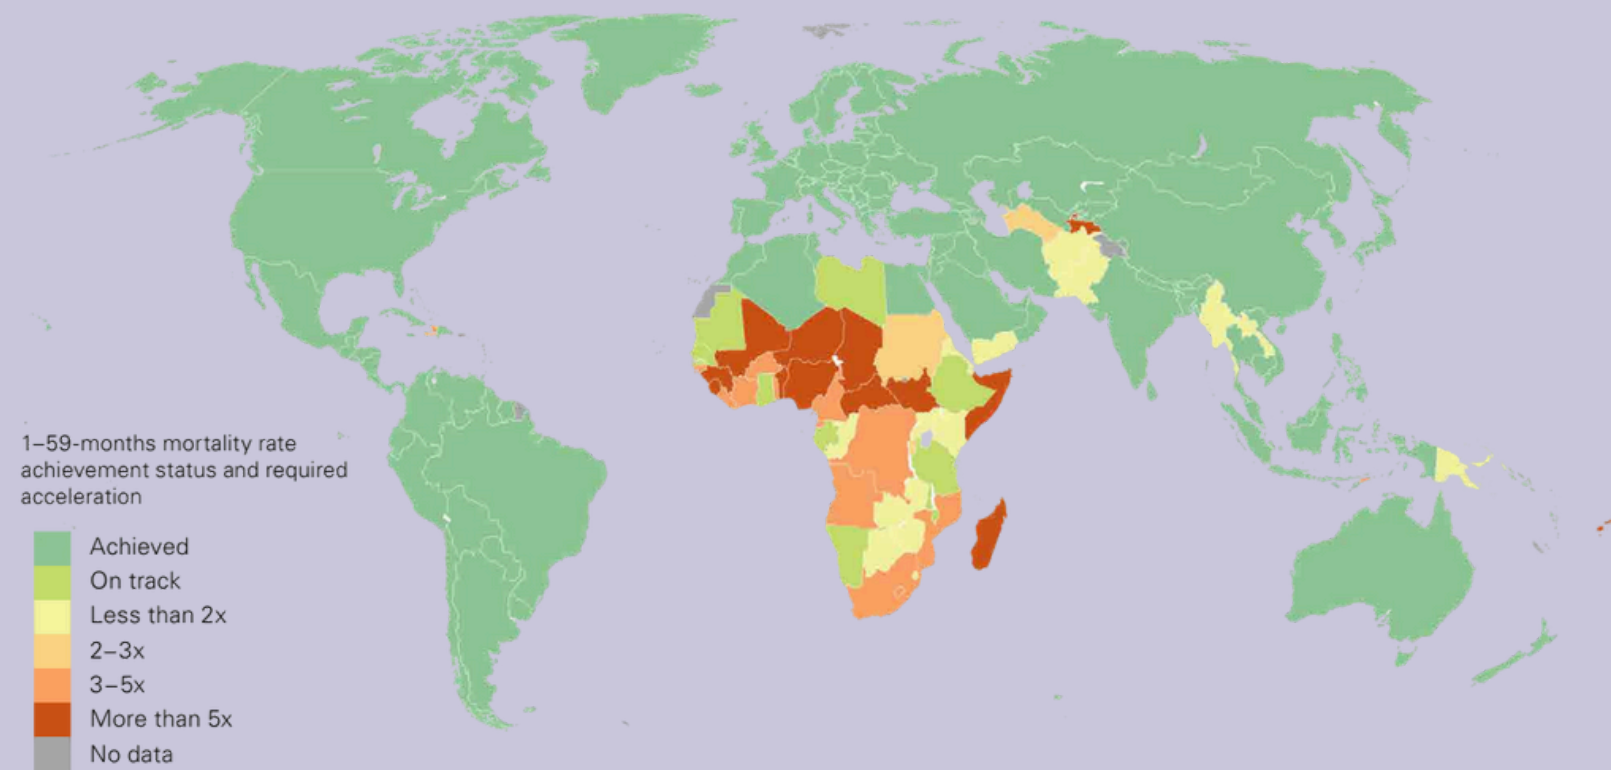 1–59-months mortality rate
achievement status and required
acceleration
Achieved
On track
Less than 2x
2–3x
3–5x
More than 5x
No data